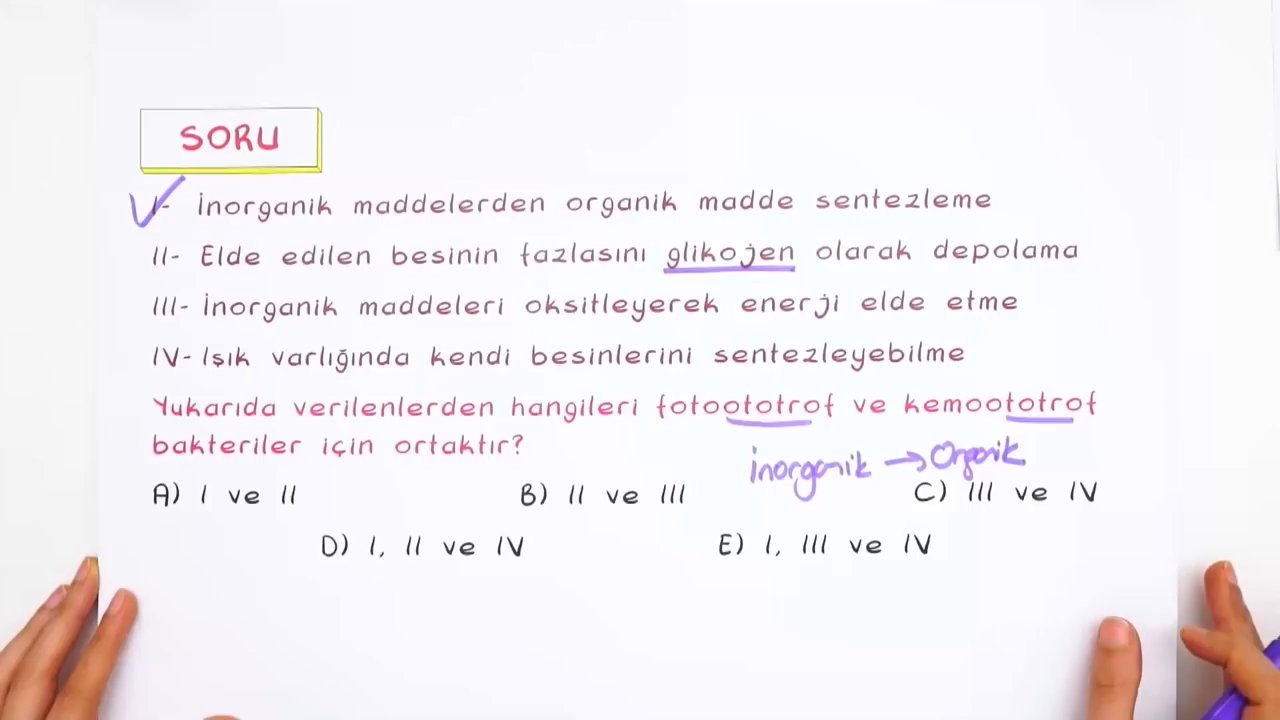 SORU
I- İnorganik maddelerden organik madde sentezleme
II- Elde edilen besinin fazlasını glikojen olarak depolama
III- İnorganik maddeleri oksitleyerek enerji elde etme
IV- Işık varlığında kendi besinlerini sentezleyebilme
Yukarıda verilenlerden hangileri fotoototrof ve kemoototrof
bakteriler için ortaktır?
inorganik → Organik
A) I ve II B) II ve III C) III ve IV
D) I, II ve IV E) I, III ve IV